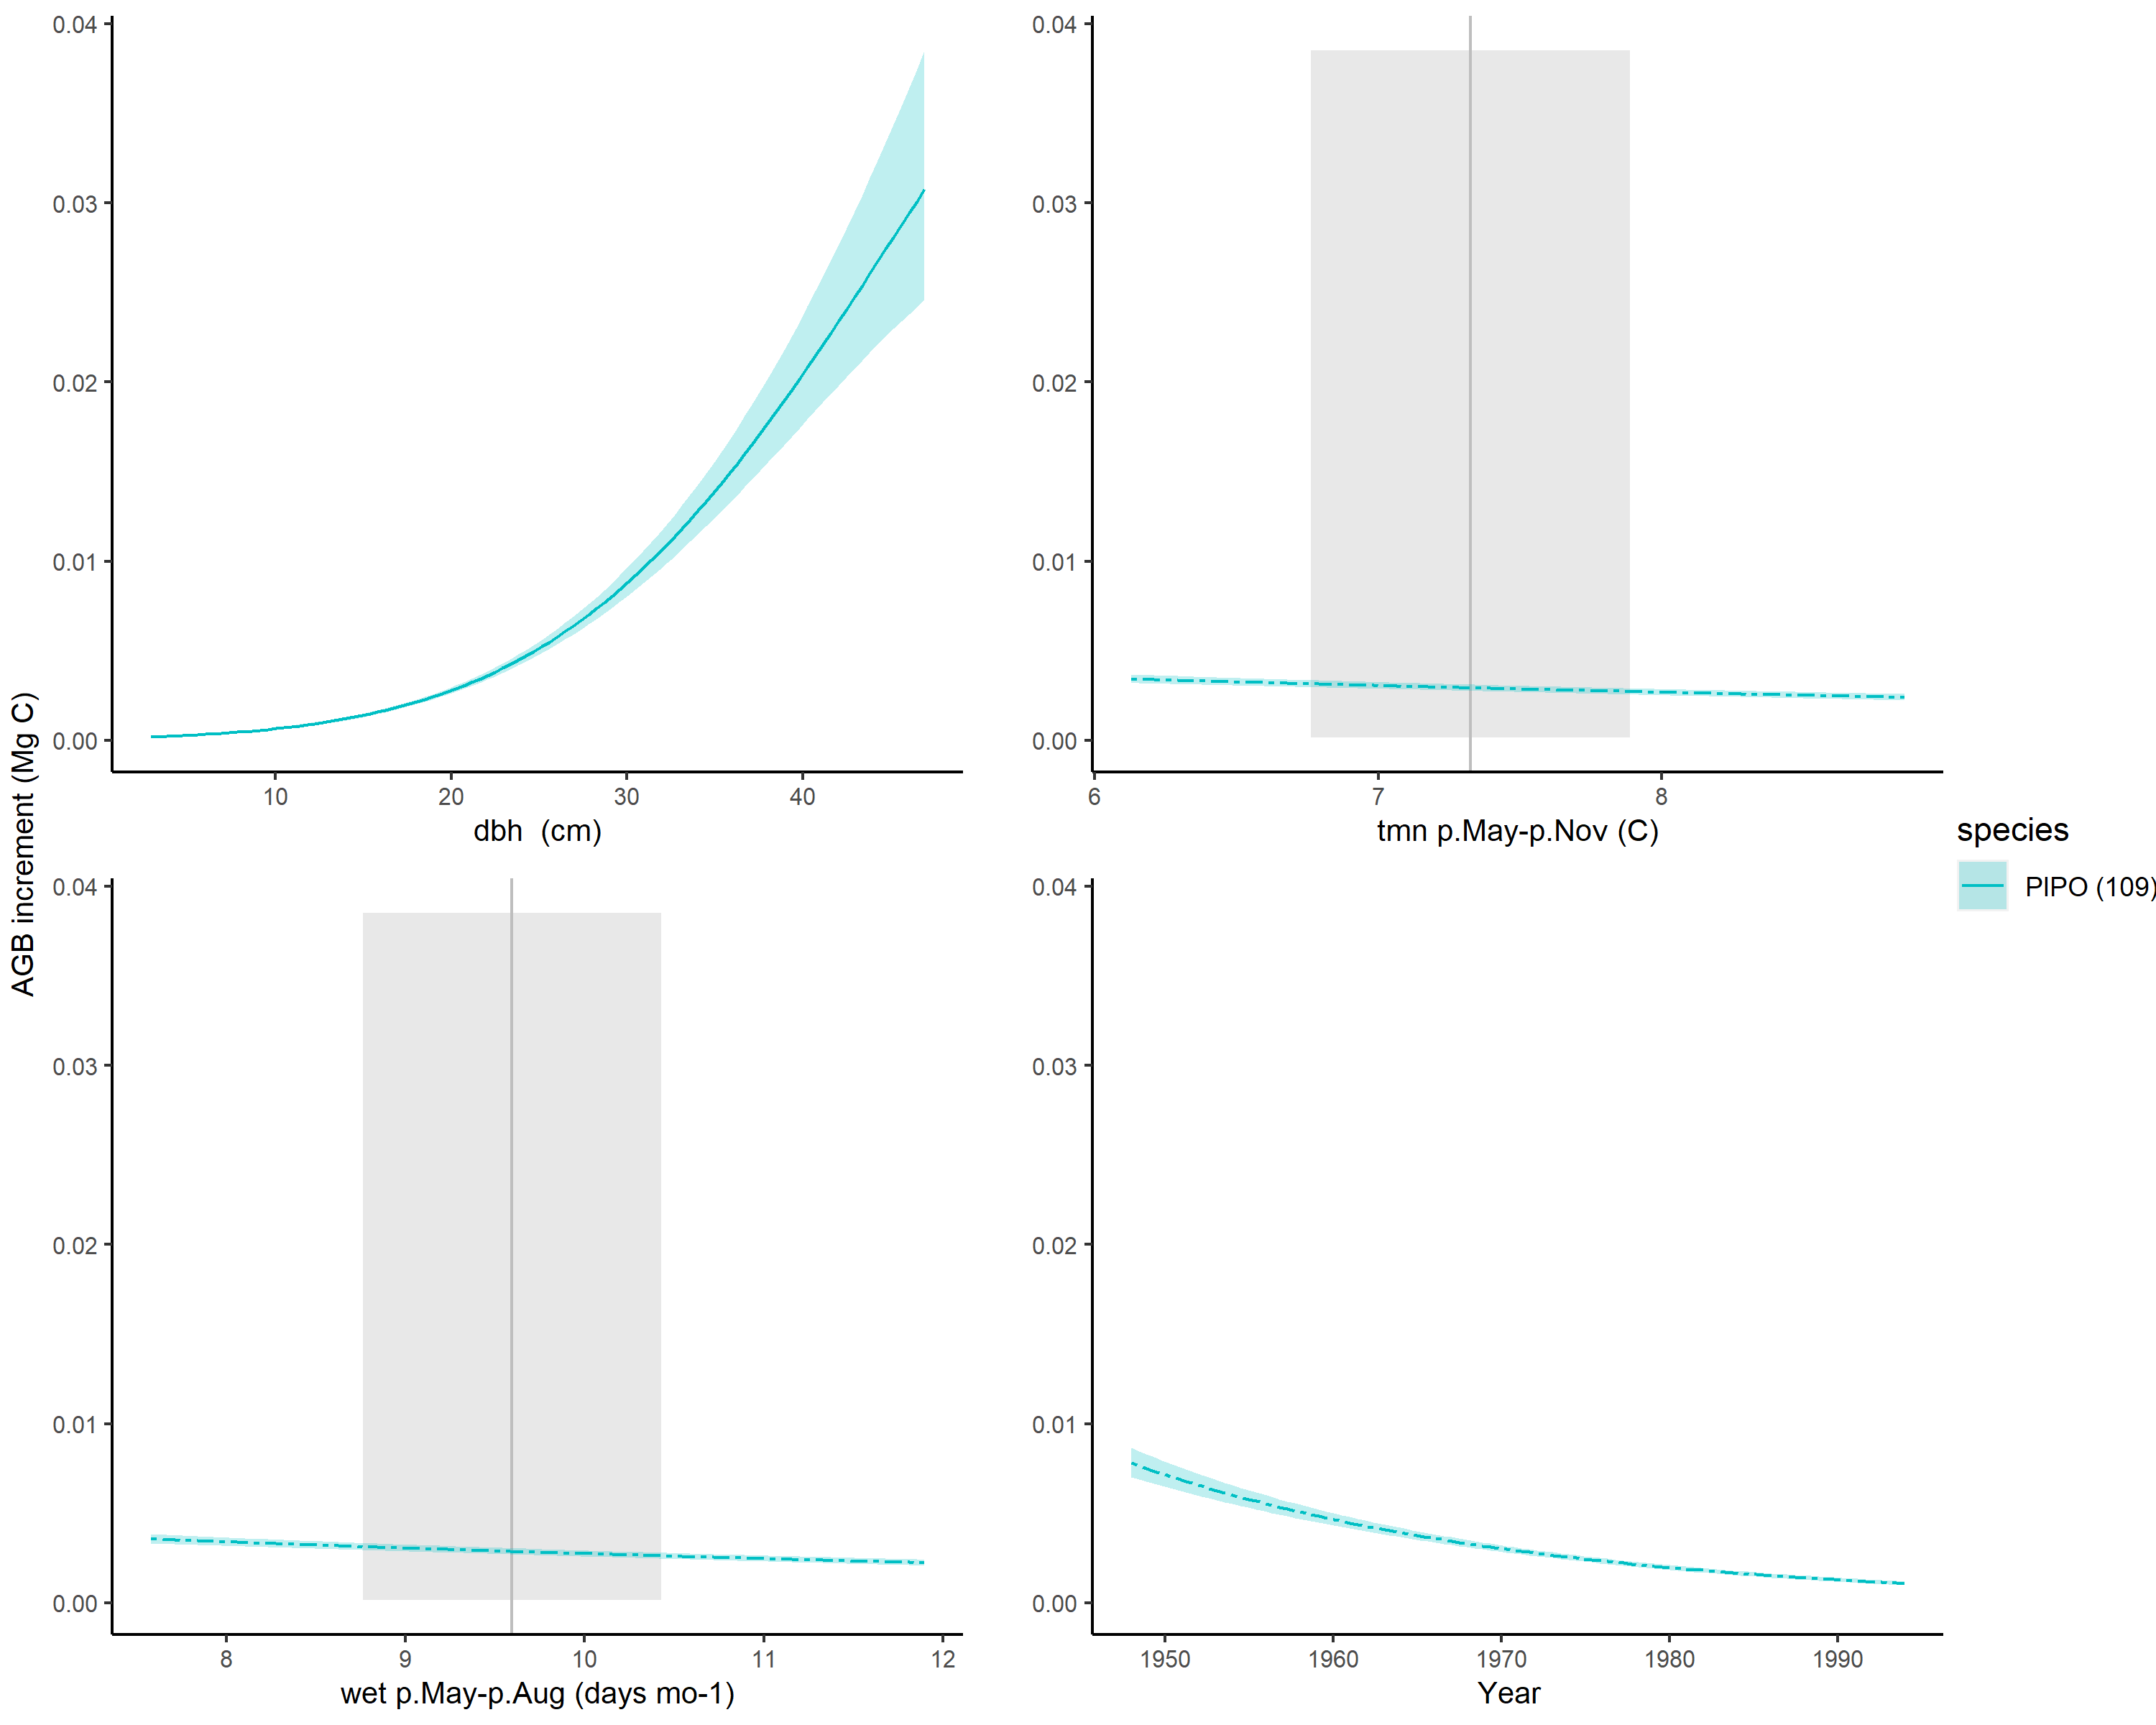 0.04
0.03
0.02
0.01
0.00
10 20 30 40
dbh (cm)
0.04
0.03
0.02
0.01
0.00
6 7 8
tmn p.May-p.Nov (C)
AGB increment (Mg C)
0.04
0.03
0.02
0.01
0.00
8 9 10 11 12
wet p.May-p.Aug (days mo-1)
0.04
0.03
0.02
0.01
0.00
1950 1960 1970 1980 1990
Year
species
PIPO (109)